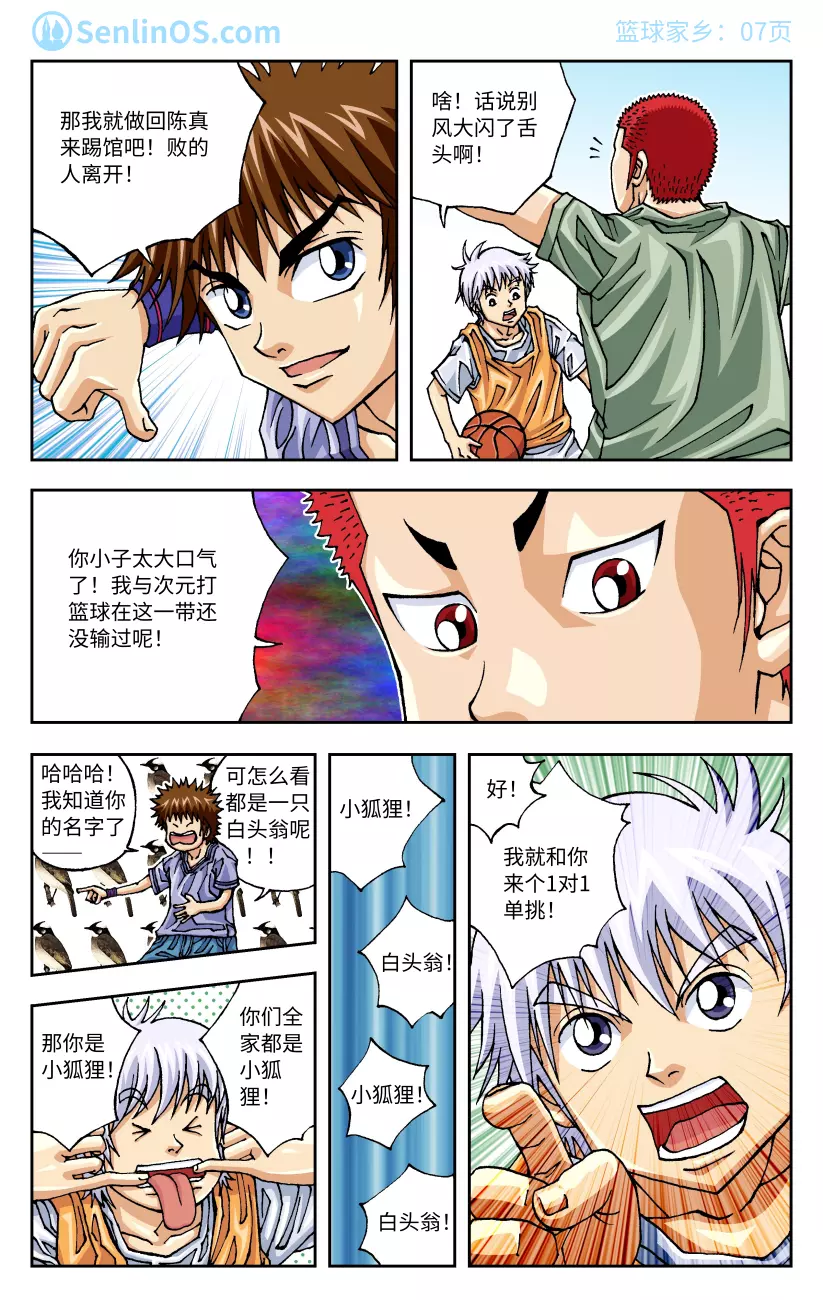 SenlinOS.com
篮球家乡：07页
那我就做回陈真
来踢馆吧！败的
人离开！
啥！话说别
风大闪了舌
头啊！
你小子太大口气
了！我与次元打
篮球在这一带还
没输过呢！
哈哈哈！
我知道你
的名字了
——
可怎么看
都是一只
白头翁呢
！！
那你是
小狐狸！
你们全
家都是
小狐
狸！
小狐狸！
白头翁！
小狐狸！
白头翁！
好！
我就和你
来个1对1
单挑！